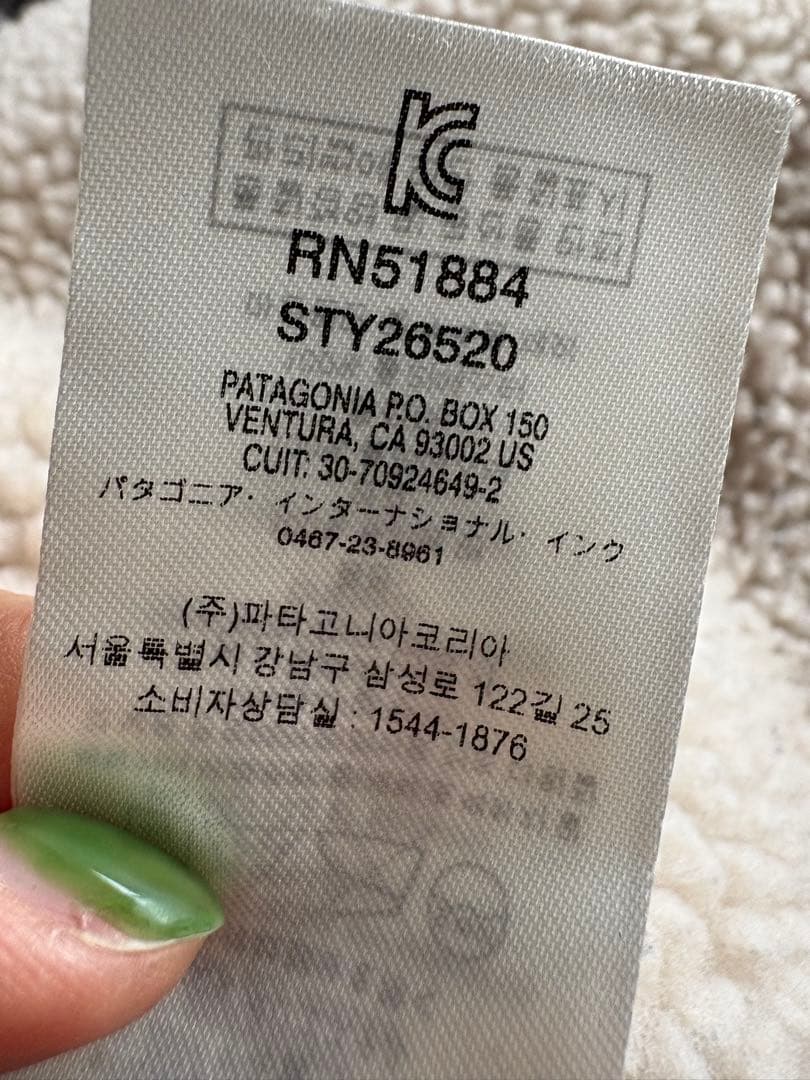 KC
RN51884
STY26520
PATAGONIA P.O. BOX 150
VENTURA, CA 93002 US
CUIT: 30-70924649-2
パタゴニア・インターナショナル・インク
0467-23-8961
(주)파타고니아코리아
서울특별시 강남구 삼성로 122길 25
소비자상담실 : 1544-1876